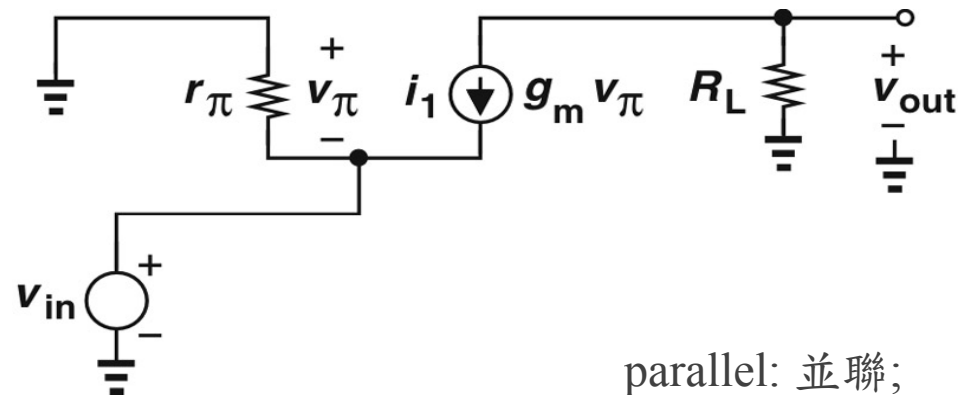 +
rπ vπ i1 gm vπ RL + vout
−
−
vin +
−
parallel: 並聯;